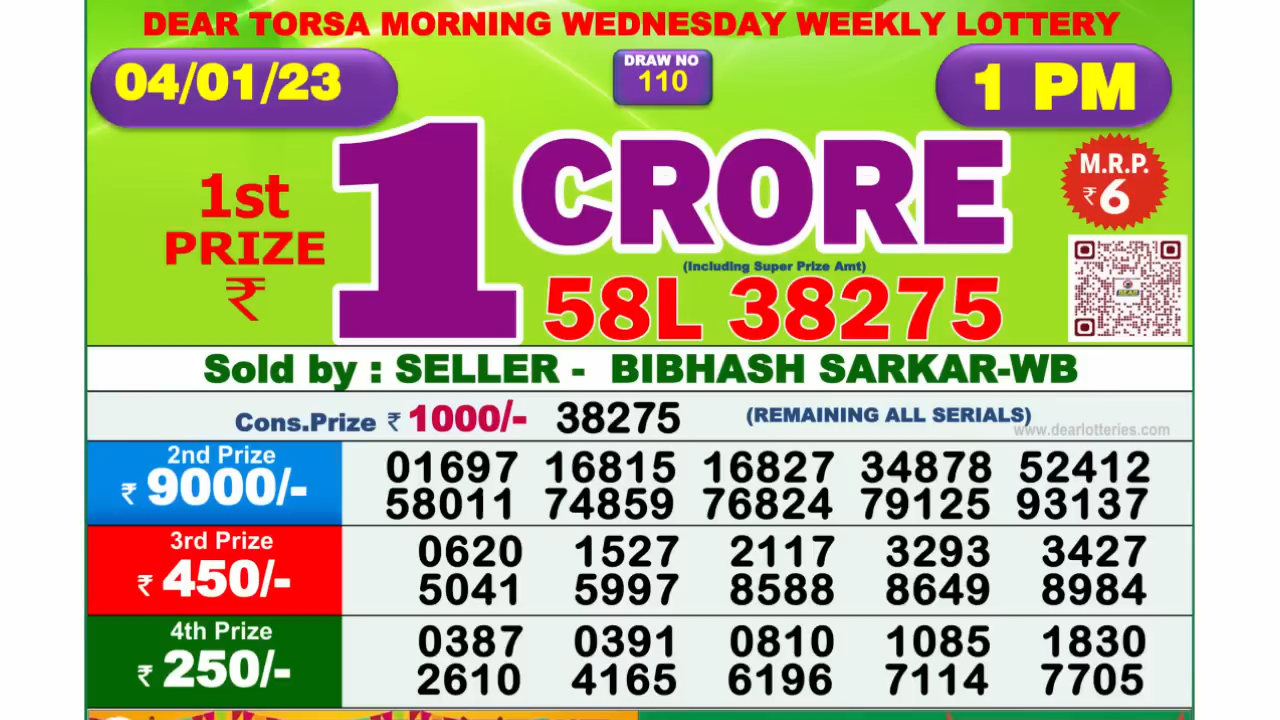 DEAR TORSA MORNING WEDNESDAY WEEKLY LOTTERY
04/01/23
DRAW NO
110
1 PM
1st
PRIZE
₹
1 CRORE
(Including Super Prize Amt)
58L 38275
M.R.P.
₹ 6
DEAR
Sold by : SELLER - BIBHASH SARKAR-WB
Cons.Prize ₹ 1000/- 38275 (REMAINING ALL SERIALS)
www.dearlotteries.com
2nd Prize
₹ 9000/-
01697 16815 16827 34878 52412
58011 74859 76824 79125 93137
3rd Prize
₹ 450/-
0620 1527 2117 3293 3427
5041 5997 8588 8649 8984
4th Prize
₹ 250/-
0387 0391 0810 1085 1830
2610 4165 6196 7114 7705